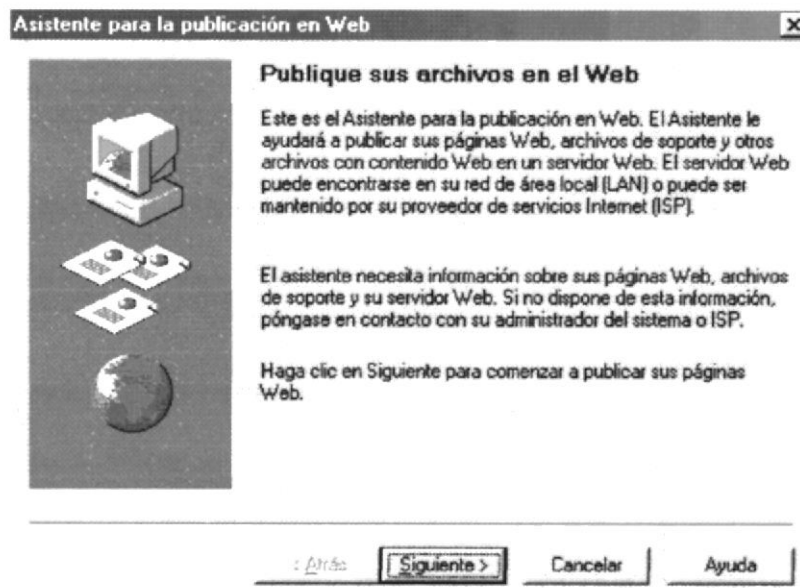 Asistente para la publicación en Web
Publique sus archivos en el Web
Este es el Asistente para la publicación en Web. El Asistente le
ayudará a publicar sus páginas Web, archivos de soporte y otros
archivos con contenido Web en un servidor Web. El servidor Web
puede encontrarse en su red de área local (LAN) o puede ser
mantenido por su proveedor de servicios Internet (ISP).
El asistente necesita información sobre sus páginas Web, archivos
de soporte y su servidor Web. Si no dispone de esta información,
póngase en contacto con su administrador del sistema o ISP.
Haga clic en Siguiente para comenzar a publicar sus páginas
Web.
< Atrás Siguiente > Cancelar Ayuda